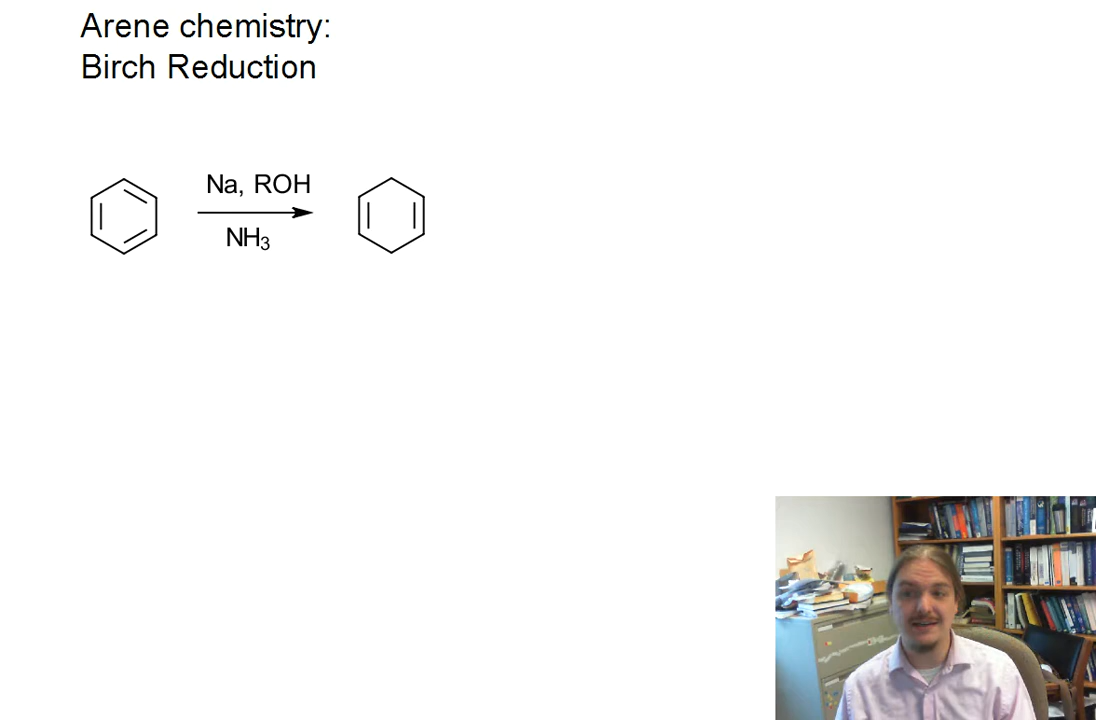 Arene chemistry:
Birch Reduction
Na, ROH
NH3